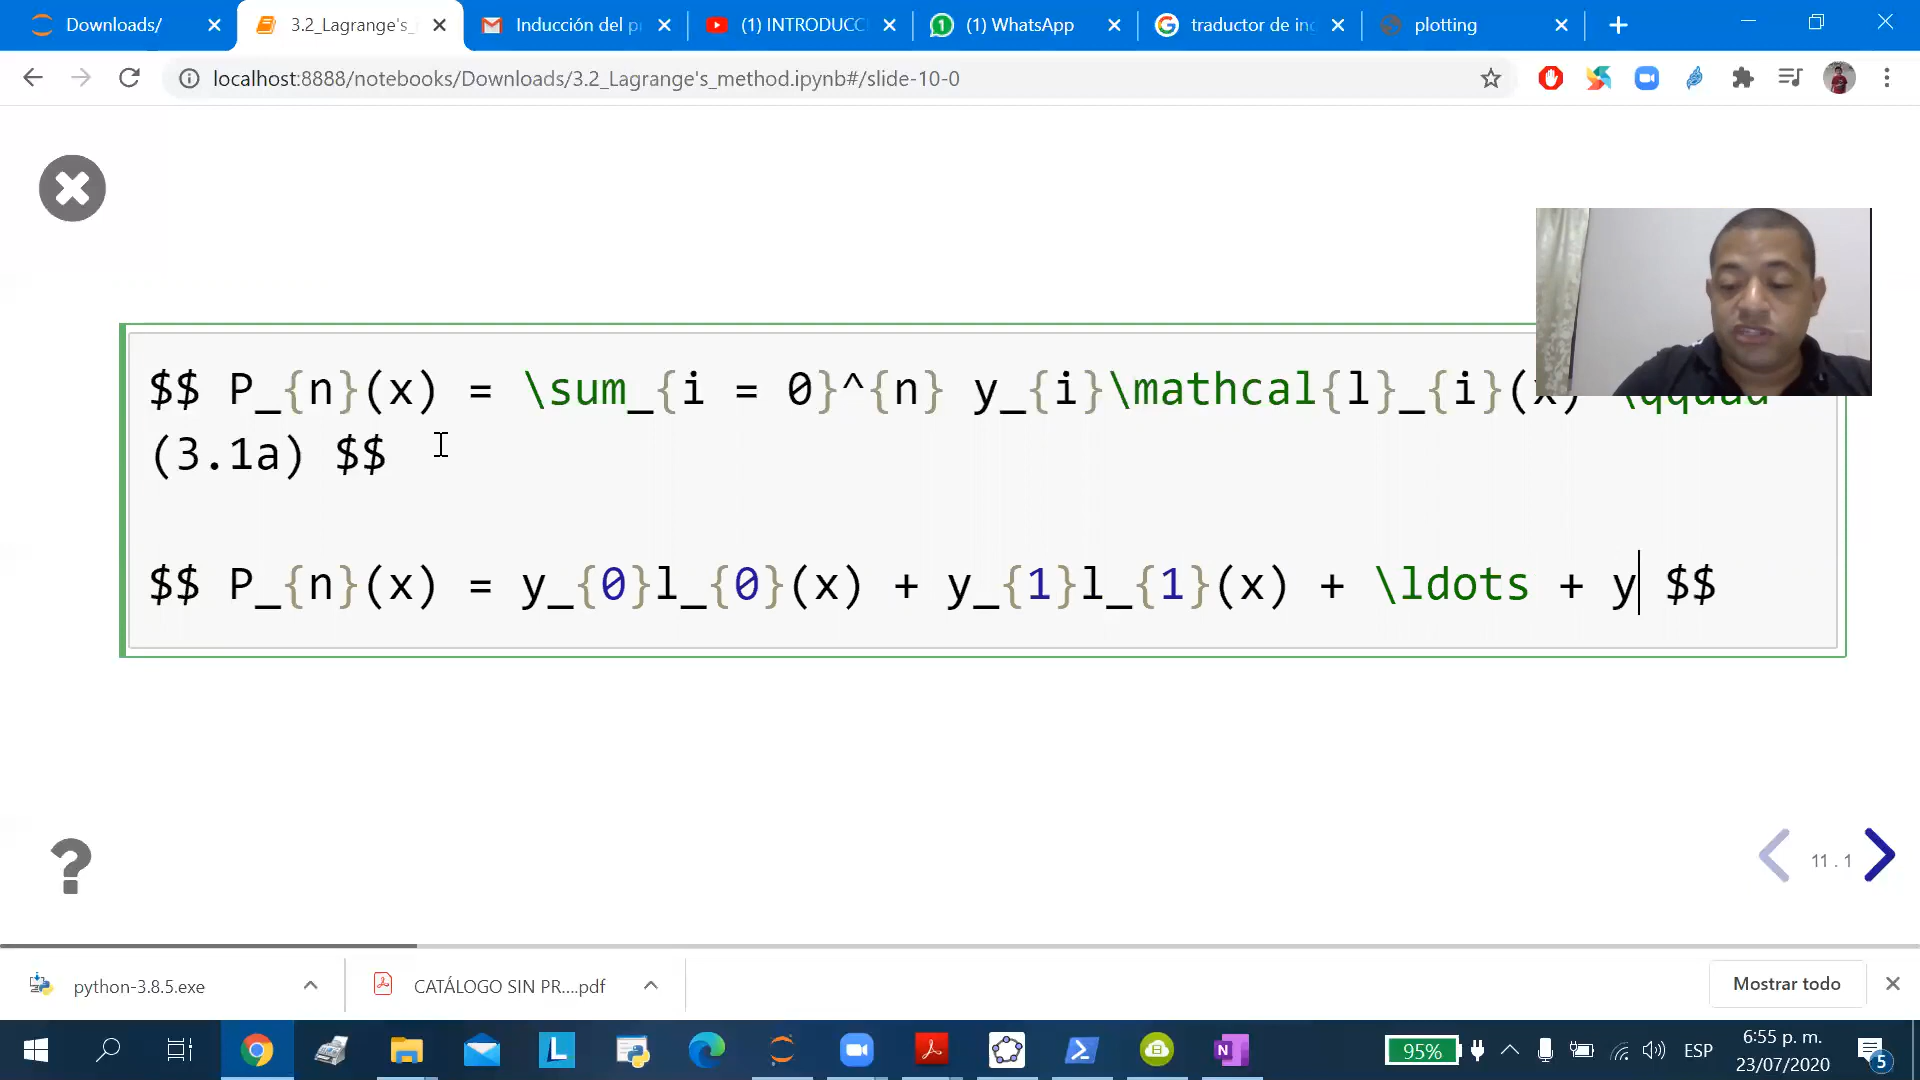 Downloads/
3.2_Lagrange's_
Inducción del p
(1) INTRODUCC
(1) WhatsApp
traductor de in
plotting
localhost:8888/notebooks/Downloads/3.2_Lagrange's_method.ipynb#/slide-10-0
$$ P_{n}(x) = \sum_{i = 0}^{n} y_{i}\mathcal{l}_{i}(x) \qquad
(3.1a) $$
$$ P_{n}(x) = y_{0}l_{0}(x) + y_{1}l_{1}(x) + \ldots + y $$
11 . 1
python-3.8.5.exe
CATÁLOGO SIN PR....pdf
Mostrar todo
95%
ESP
6:55 p. m.
23/07/2020
5